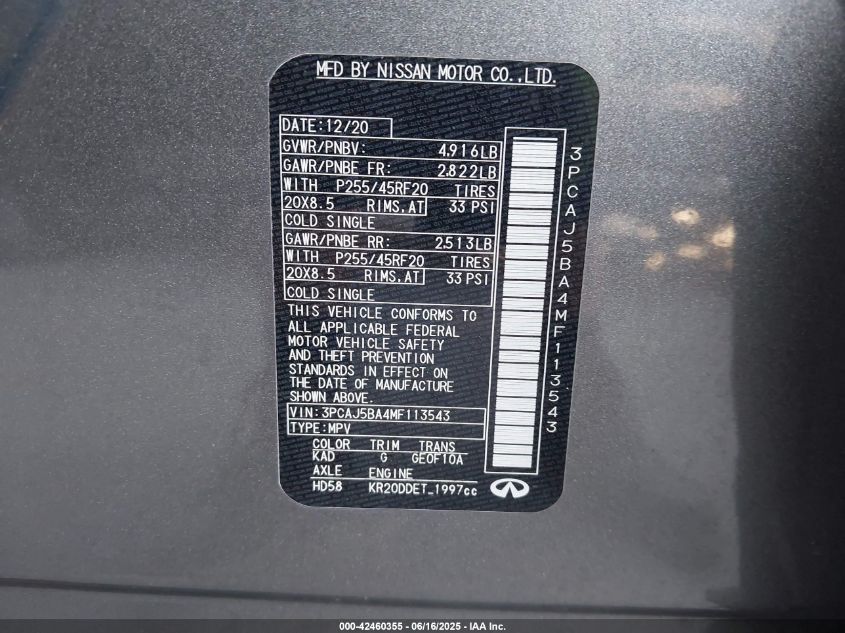 MFD BY NISSAN MOTOR CO.,LTD.
DATE:12/20
GVWR/PNBV: 4,916LB
GAWR/PNBE FR: 2,822LB
WITH P255/45RF20 TIRES
20X8.5 RIMS,AT 33 PSI
COLD SINGLE
GAWR/PNBE RR: 2,513LB
WITH P255/45RF20 TIRES
20X8.5 RIMS,AT 33 PSI
COLD SINGLE
THIS VEHICLE CONFORMS TO
ALL APPLICABLE FEDERAL
MOTOR VEHICLE SAFETY
AND THEFT PREVENTION
STANDARDS IN EFFECT ON
THE DATE OF MANUFACTURE
SHOWN ABOVE.
VIN:3PCAJ5BA4MF113543
TYPE:MPV
COLOR TRIM TRANS
KAD G GE0F10A
AXLE ENGINE
HD58 KR20DDET_1997cc
3PCAJ5BA4MF113543
000-42460355 - 06/16/2025 - IAA Inc.